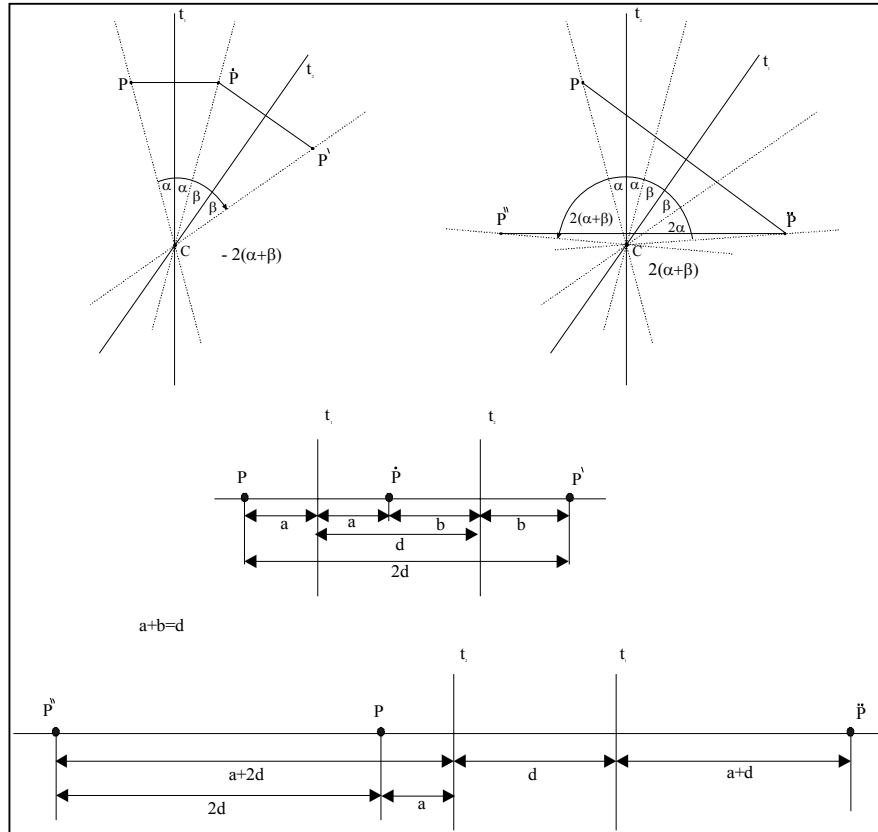 t t
P Ṗ t
P'
α α β β
C
- 2(α+β)
t
P t
α α β β
P'' 2(α+β) 2α P̈
C
2(α+β)
t t
P Ṗ P'
a a b b
d
2d
a+b=d
t t
P'' P P̈
a+2d d a+d
2d a